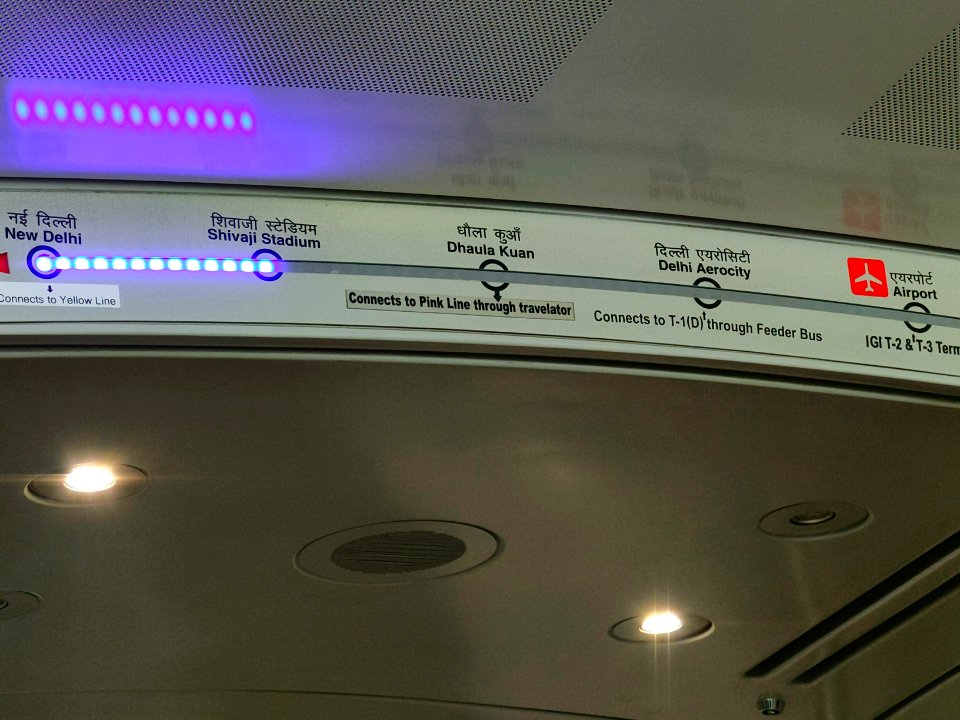 नई दिल्ली
New Delhi
Connects to Yellow Line
शिवाजी स्टेडियम
Shivaji Stadium
धौला कुआँ
Dhaula Kuan
Connects to Pink Line through travelator
दिल्ली एयरोसिटी
Delhi Aerocity
Connects to T-1(D) through Feeder Bus
एयरपोर्ट
Airport
IGI T-2 & T-3 Term